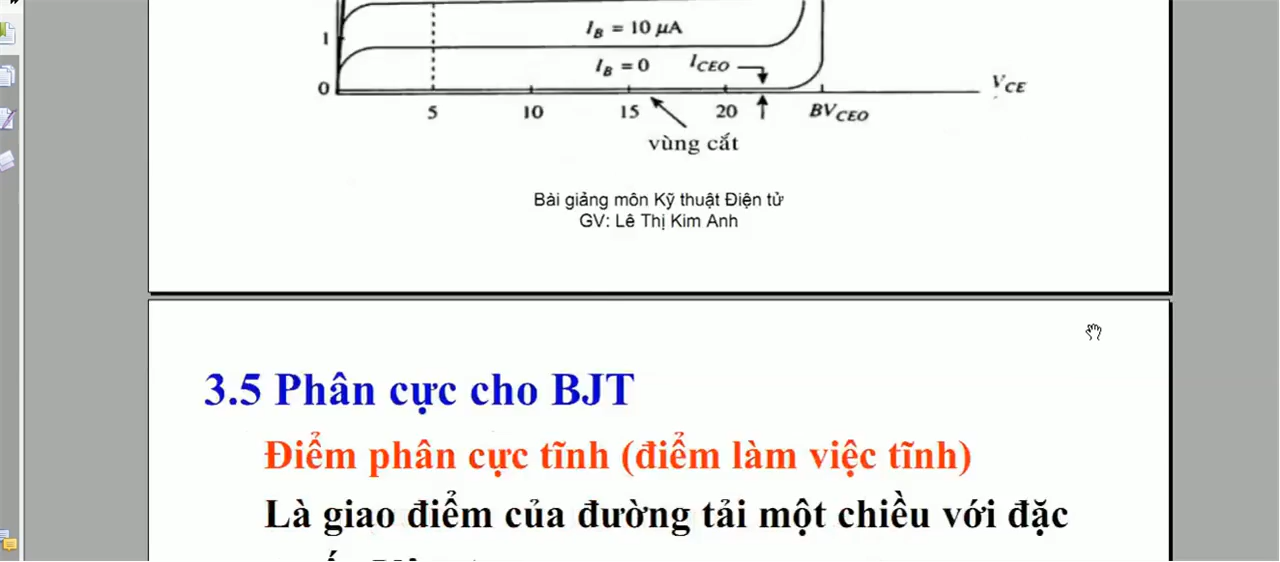 I_B = 10 μA
1
I_B = 0 I_CEO
0
V_CE
5 10 15 20 BV_CEO
vùng cắt
Bài giảng môn Kỹ thuật Điện tử
GV: Lê Thị Kim Anh
3.5 Phân cực cho BJT
Điểm phân cực tĩnh (điểm làm việc tĩnh)
Là giao điểm của đường tải một chiều với đặc